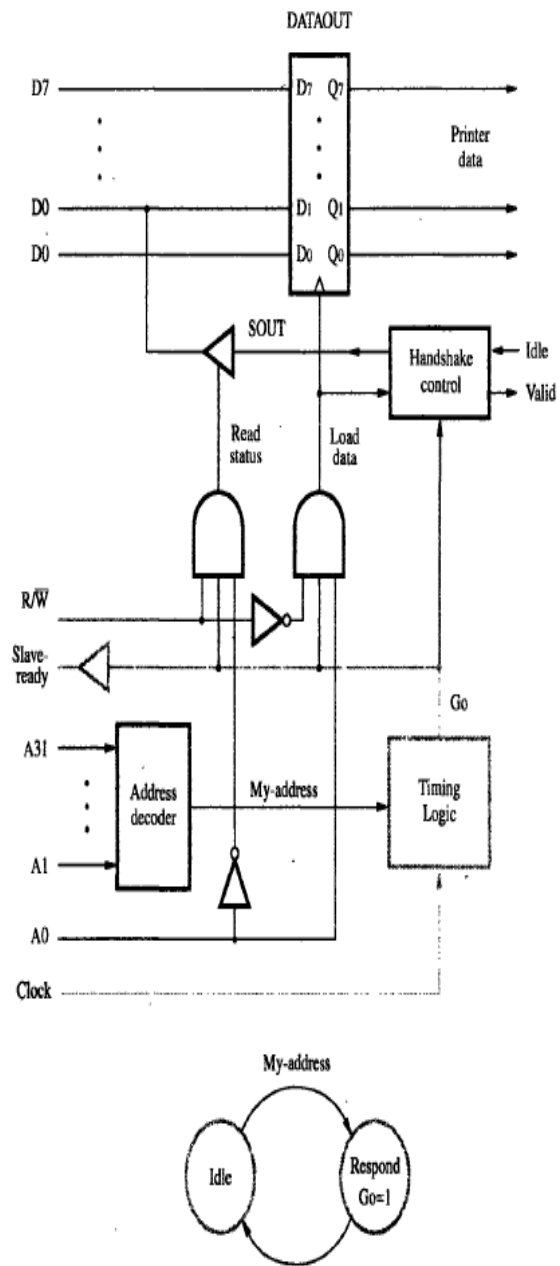 DATAOUT
D7 D7 Q7
Printer
data
D0 D1 Q1
D0 D0 Q0
SOUT
Handshake
control
Idle
Valid
Read
status
Load
data
R/W̅
Slave-
ready
Go
A31
Address
decoder
My-address
Timing
Logic
A1
A0
Clock
My-address
Idle
Respond
Go=1